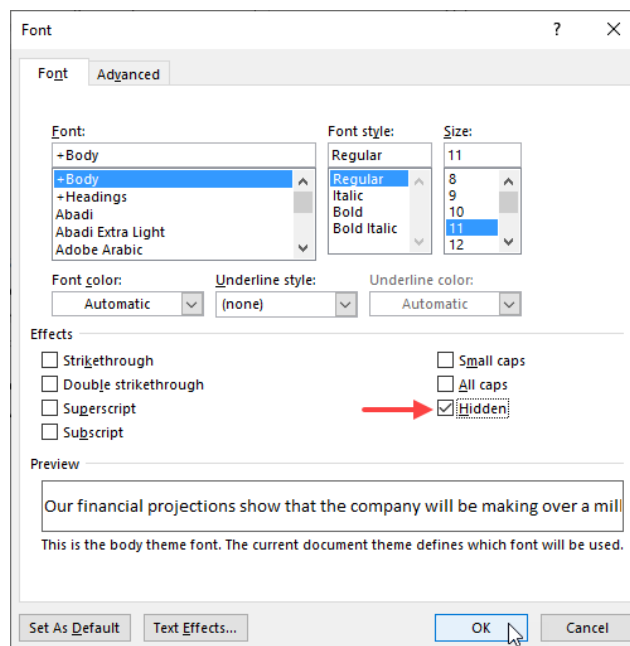 Font ? ×
Font Advanced
Font: Font style: Size:
+Body Regular 11
+Body Regular 8
+Headings Italic 9
Abadi Bold 10
Abadi Extra Light Bold Italic 11
Adobe Arabic 12
Font color: Underline style: Underline color:
Automatic (none) Automatic
Effects
Strikethrough Small caps
Double strikethrough All caps
Superscript Hidden
Subscript
Preview
Our financial projections show that the company will be making over a mil
This is the body theme font. The current document theme defines which font will be used.
Set As Default Text Effects... OK Cancel